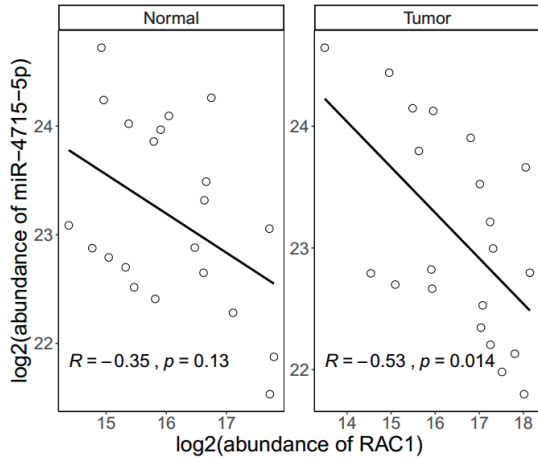 Normal
Tumor
log2(abundance of miR−4715−5p)
24
23
22
24
23
22
R = −0.35 , p = 0.13
R = −0.53 , p = 0.014
15 16 17
14 15 16 17 18
log2(abundance of RAC1)